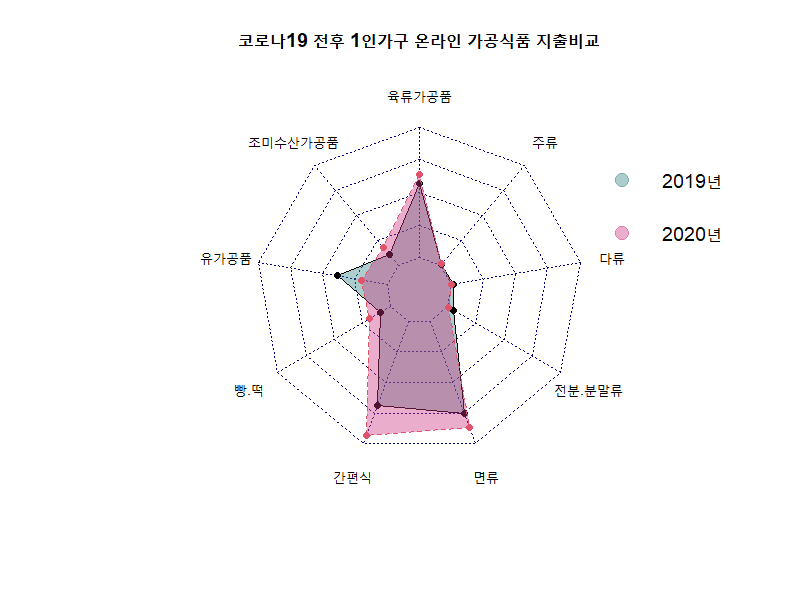 코로나19 전후 1인가구 온라인 가공식품 지출비교
육류가공품
조미수산가공품
주류
2019년
유가공품
다류
2020년
빵.떡
전분.분말류
간편식
면류